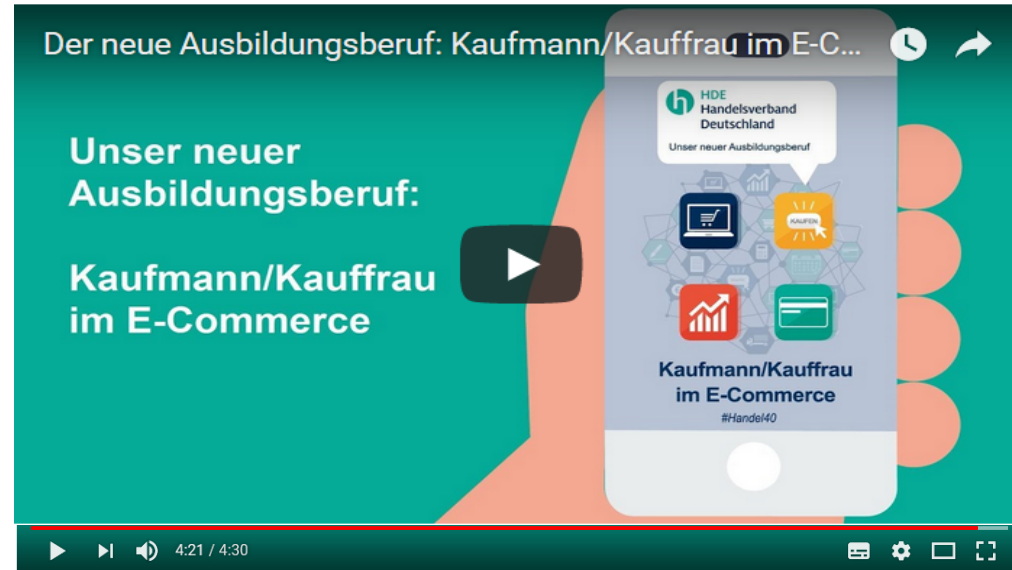 Der neue Ausbildungsberuf: Kaufmann/Kauffrau im E-C...
HDE
Handelsverband
Deutschland
Unser neuer Ausbildungsberuf
Unser neuer
Ausbildungsberuf:
Kaufmann/Kauffrau
im E-Commerce
KAUFEN
Kaufmann/Kauffrau
im E-Commerce
#Handel40
4:21 / 4:30